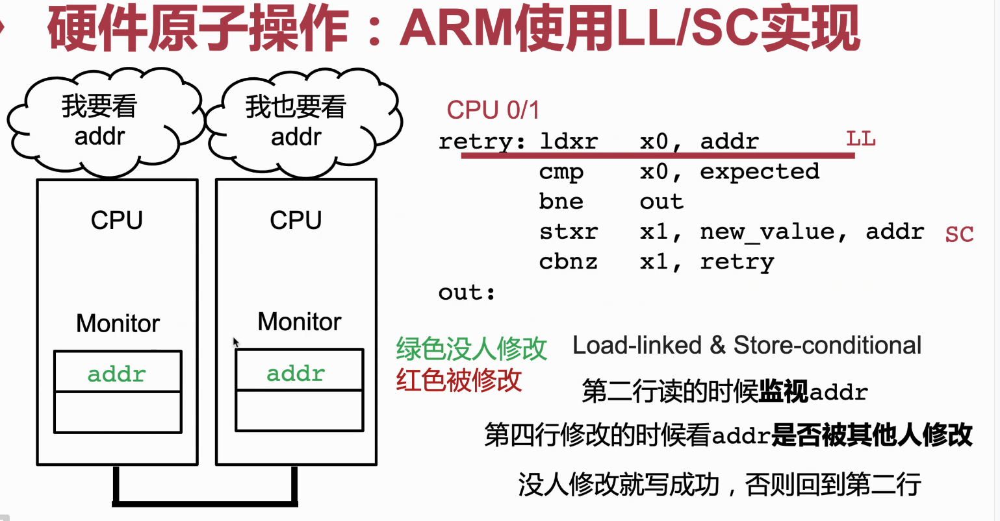 硬件原子操作：ARM使用LL/SC实现
我要看
addr
我也要看
addr
CPU
Monitor
addr
CPU
Monitor
addr
CPU 0/1
retry: ldxr x0, addr LL
cmp x0, expected
bne out
stxr x1, new_value, addr SC
cbnz x1, retry
out:
绿色没人修改
红色被修改
Load-linked & Store-conditional
第二行读的时候监视addr
第四行修改的时候看addr是否被其他人修改
没人修改就写成功，否则回到第二行